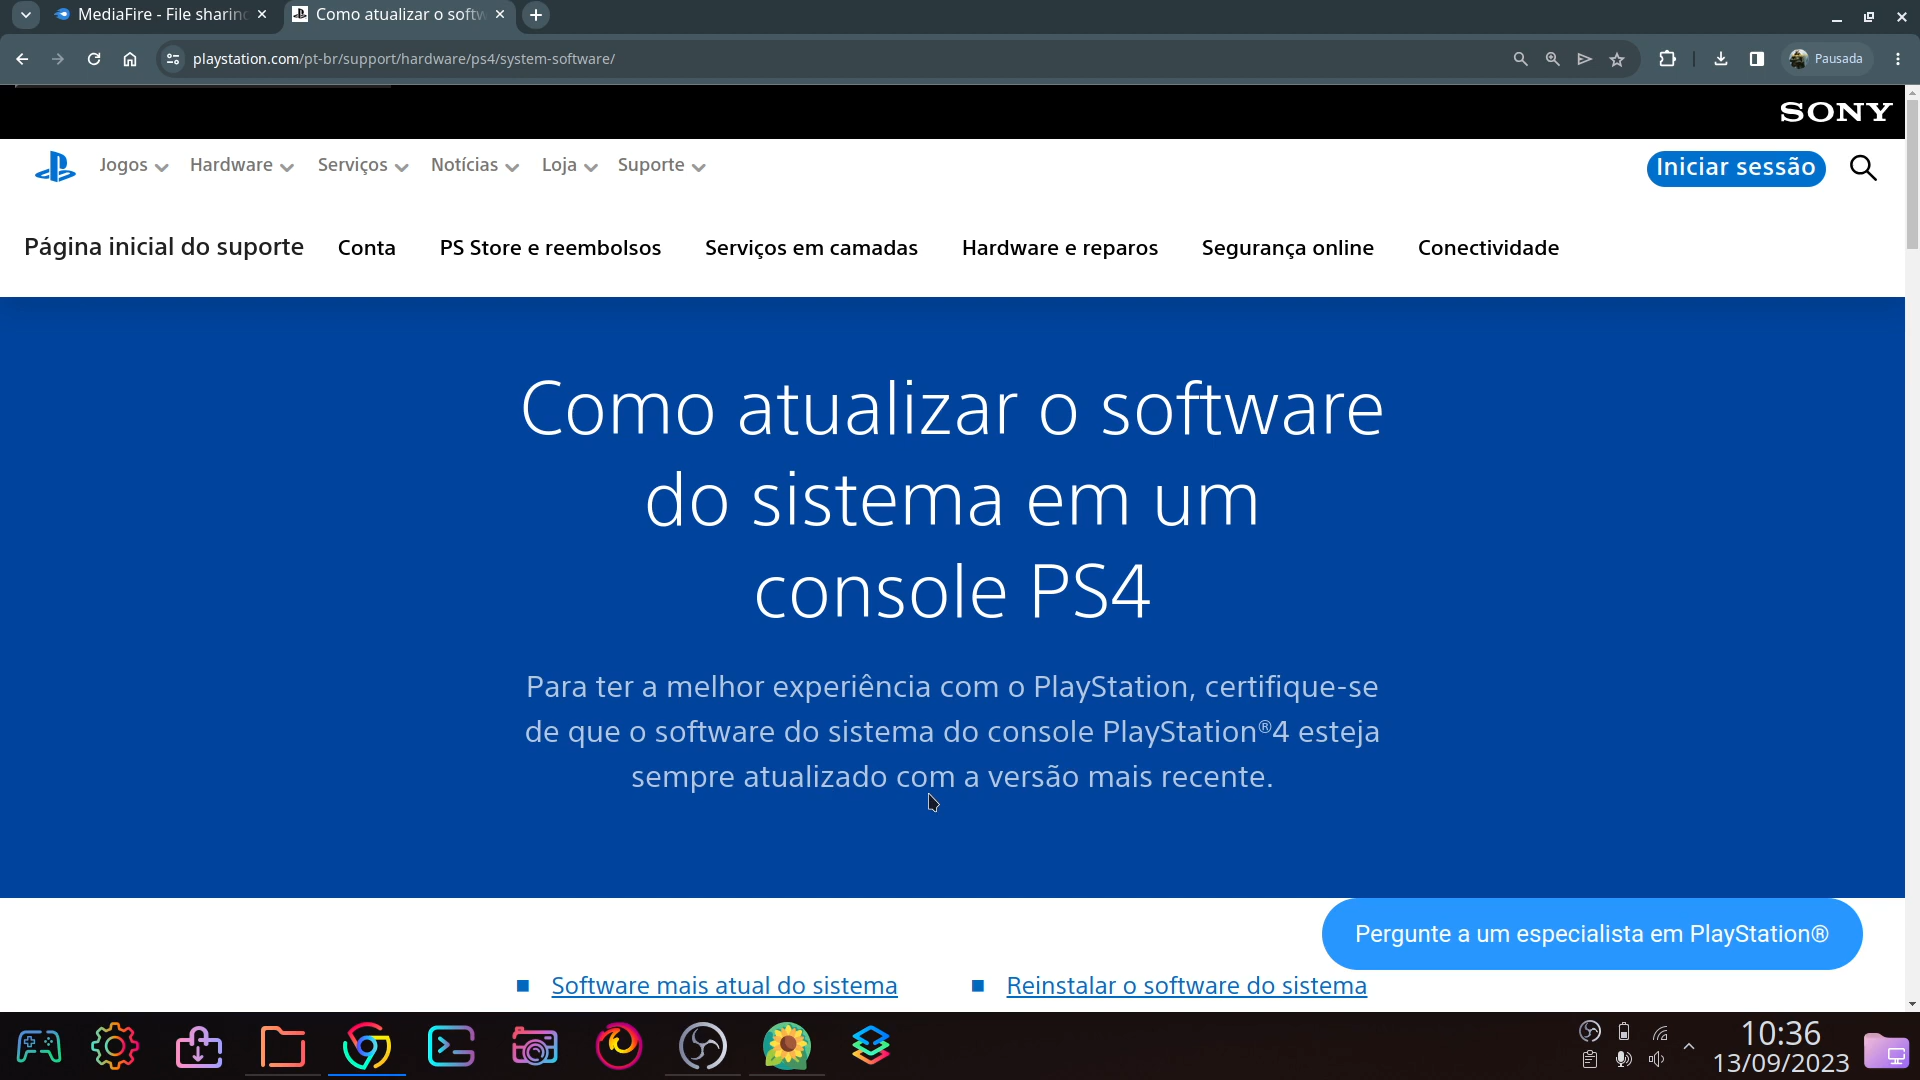 MediaFire - File sharing
Como atualizar o softw
playstation.com/pt-br/support/hardware/ps4/system-software/
Pausada
SONY
Jogos Hardware Serviços Notícias Loja Suporte
Iniciar sessão
Página inicial do suporte Conta PS Store e reembolsos Serviços em camadas Hardware e reparos Segurança online Conectividade
Como atualizar o software
do sistema em um
console PS4
Para ter a melhor experiência com o PlayStation, certifique-se
de que o software do sistema do console PlayStation®4 esteja
sempre atualizado com a versão mais recente.
Pergunte a um especialista em PlayStation®
Software mais atual do sistema
Reinstalar o software do sistema
10:36
13/09/2023